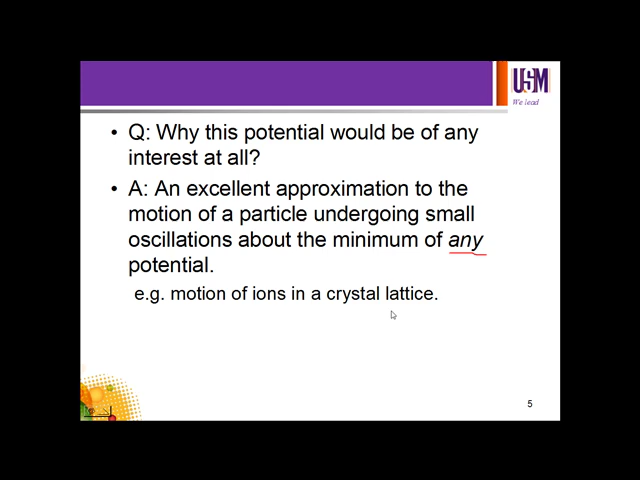 USM
We lead
• Q: Why this potential would be of any
interest at all?
• A: An excellent approximation to the
motion of a particle undergoing small
oscillations about the minimum of any
potential.
e.g. motion of ions in a crystal lattice.
5